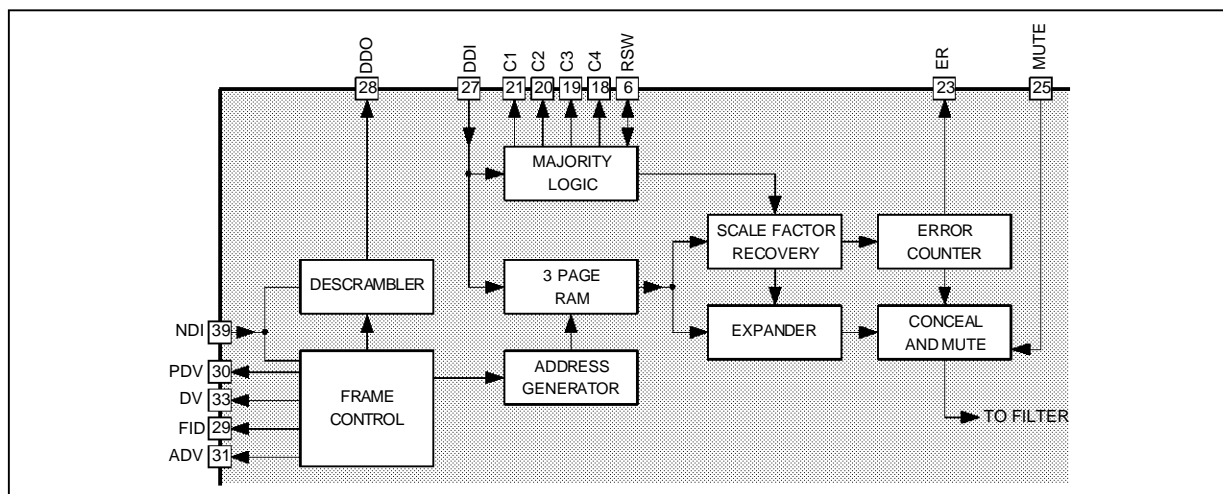 DDO
DDI
C1
C2
C3
C4
RSW
ER
MUTE
28
27
21
20
19
18
6
23
25
MAJORITY
LOGIC
SCALE FACTOR
RECOVERY
ERROR
COUNTER
DESCRAMBLER
3 PAGE
RAM
EXPANDER
CONCEAL
AND MUTE
NDI
39
PDV
30
DV
33
FID
29
ADV
31
FRAME
CONTROL
ADDRESS
GENERATOR
TO FILTER